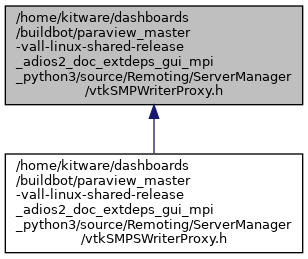 /home/kitware/dashboards
/buildbot/paraview_master
-vall-linux-shared-release
_adios2_doc_extdeps_gui_mpi
_python3/source/Remoting/ServerManager
/vtkSMPWriterProxy.h
/home/kitware/dashboards
/buildbot/paraview_master
-vall-linux-shared-release
_adios2_doc_extdeps_gui_mpi
_python3/source/Remoting/ServerManager
/vtkSMPSWriterProxy.h